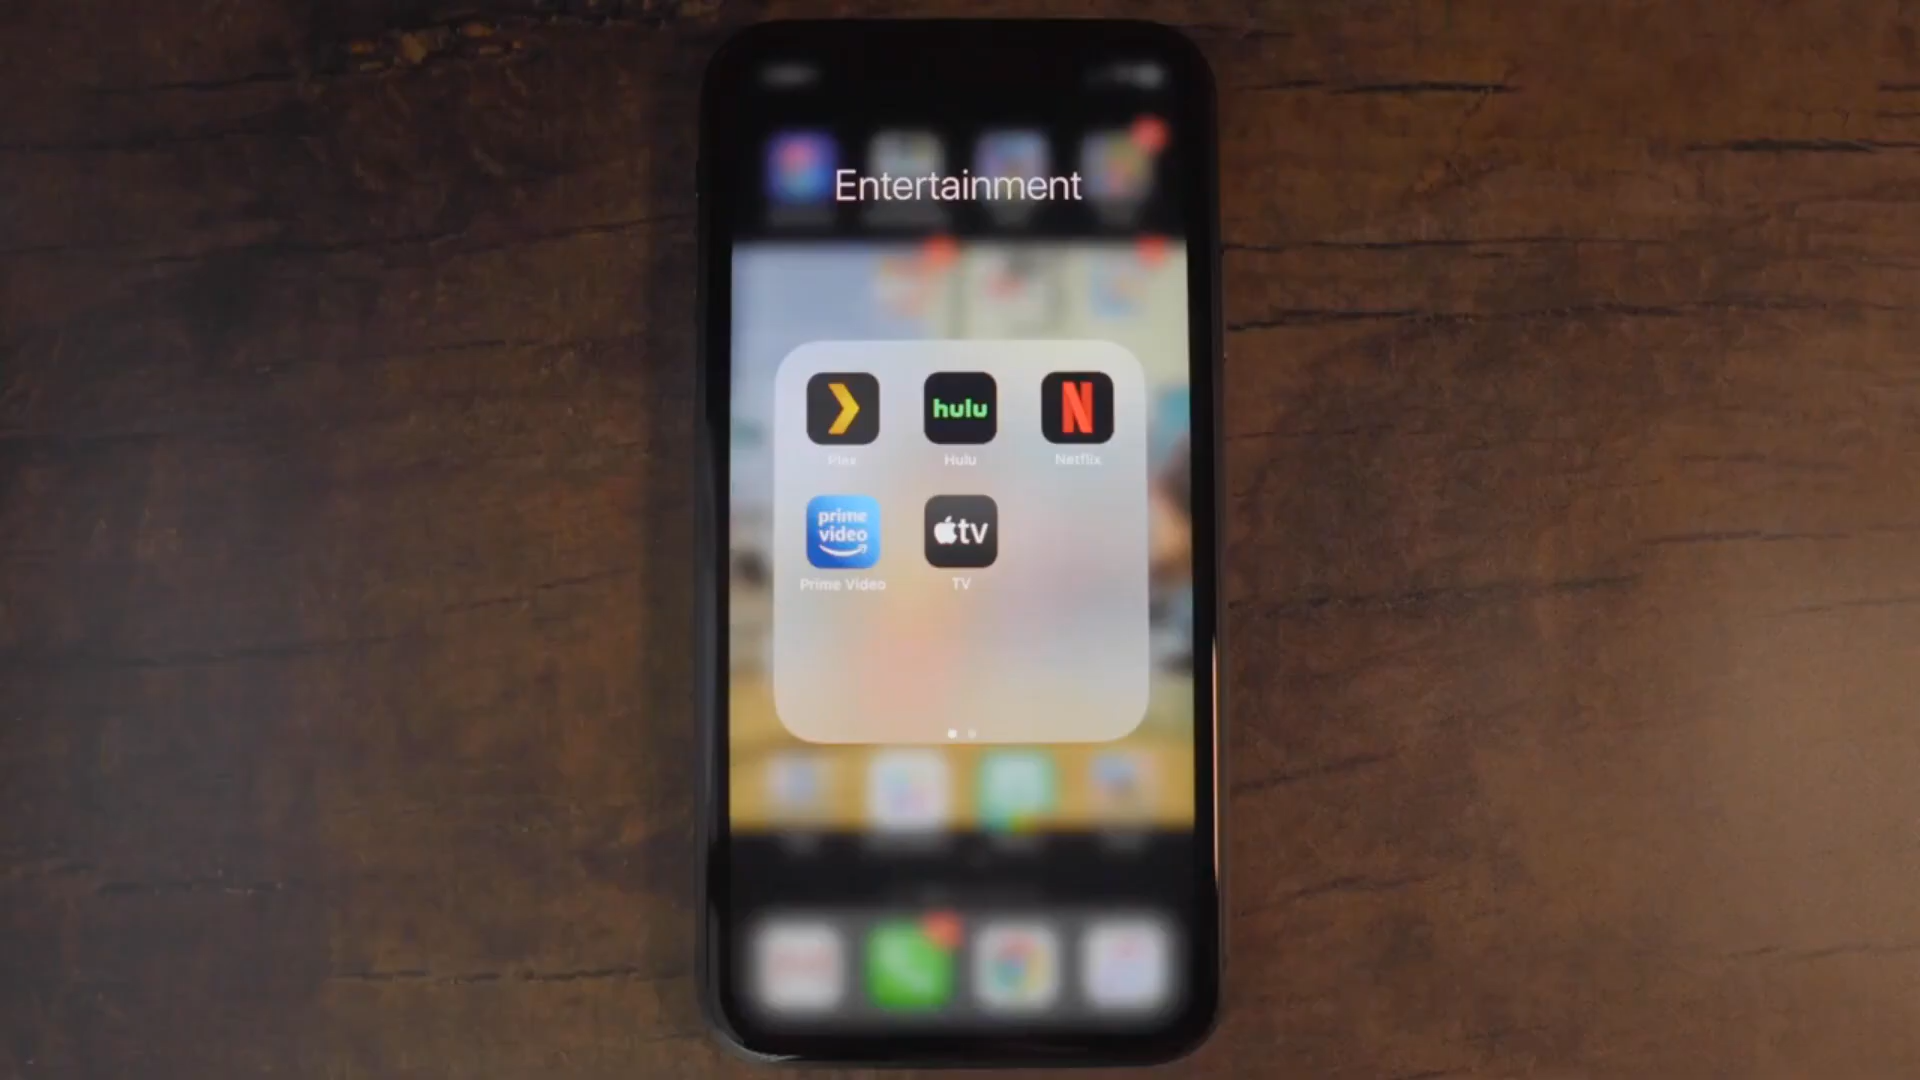 Entertainment
hulu
N
Plex
Hulu
Netflix
prime
video
tv
Prime Video
TV